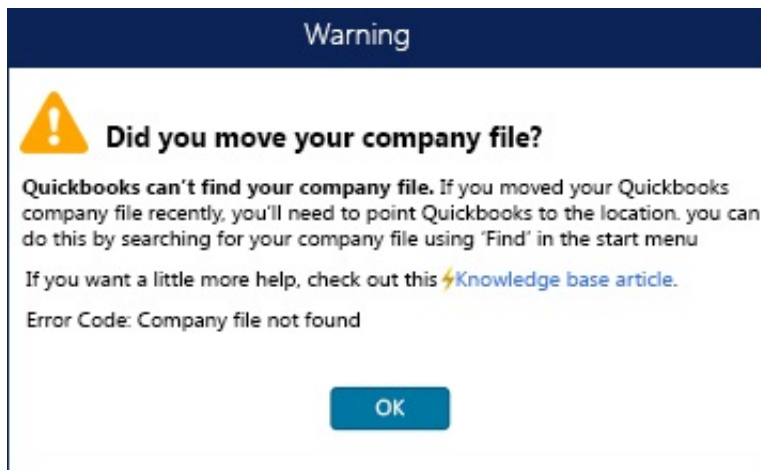 Warning
Did you move your company file?
Quickbooks can't find your company file. If you moved your Quickbooks
company file recently, you'll need to point Quickbooks to the location. you can
do this by searching for your company file using 'Find' in the start menu
If you want a little more help, check out this ⚡Knowledge base article.
Error Code: Company file not found
OK